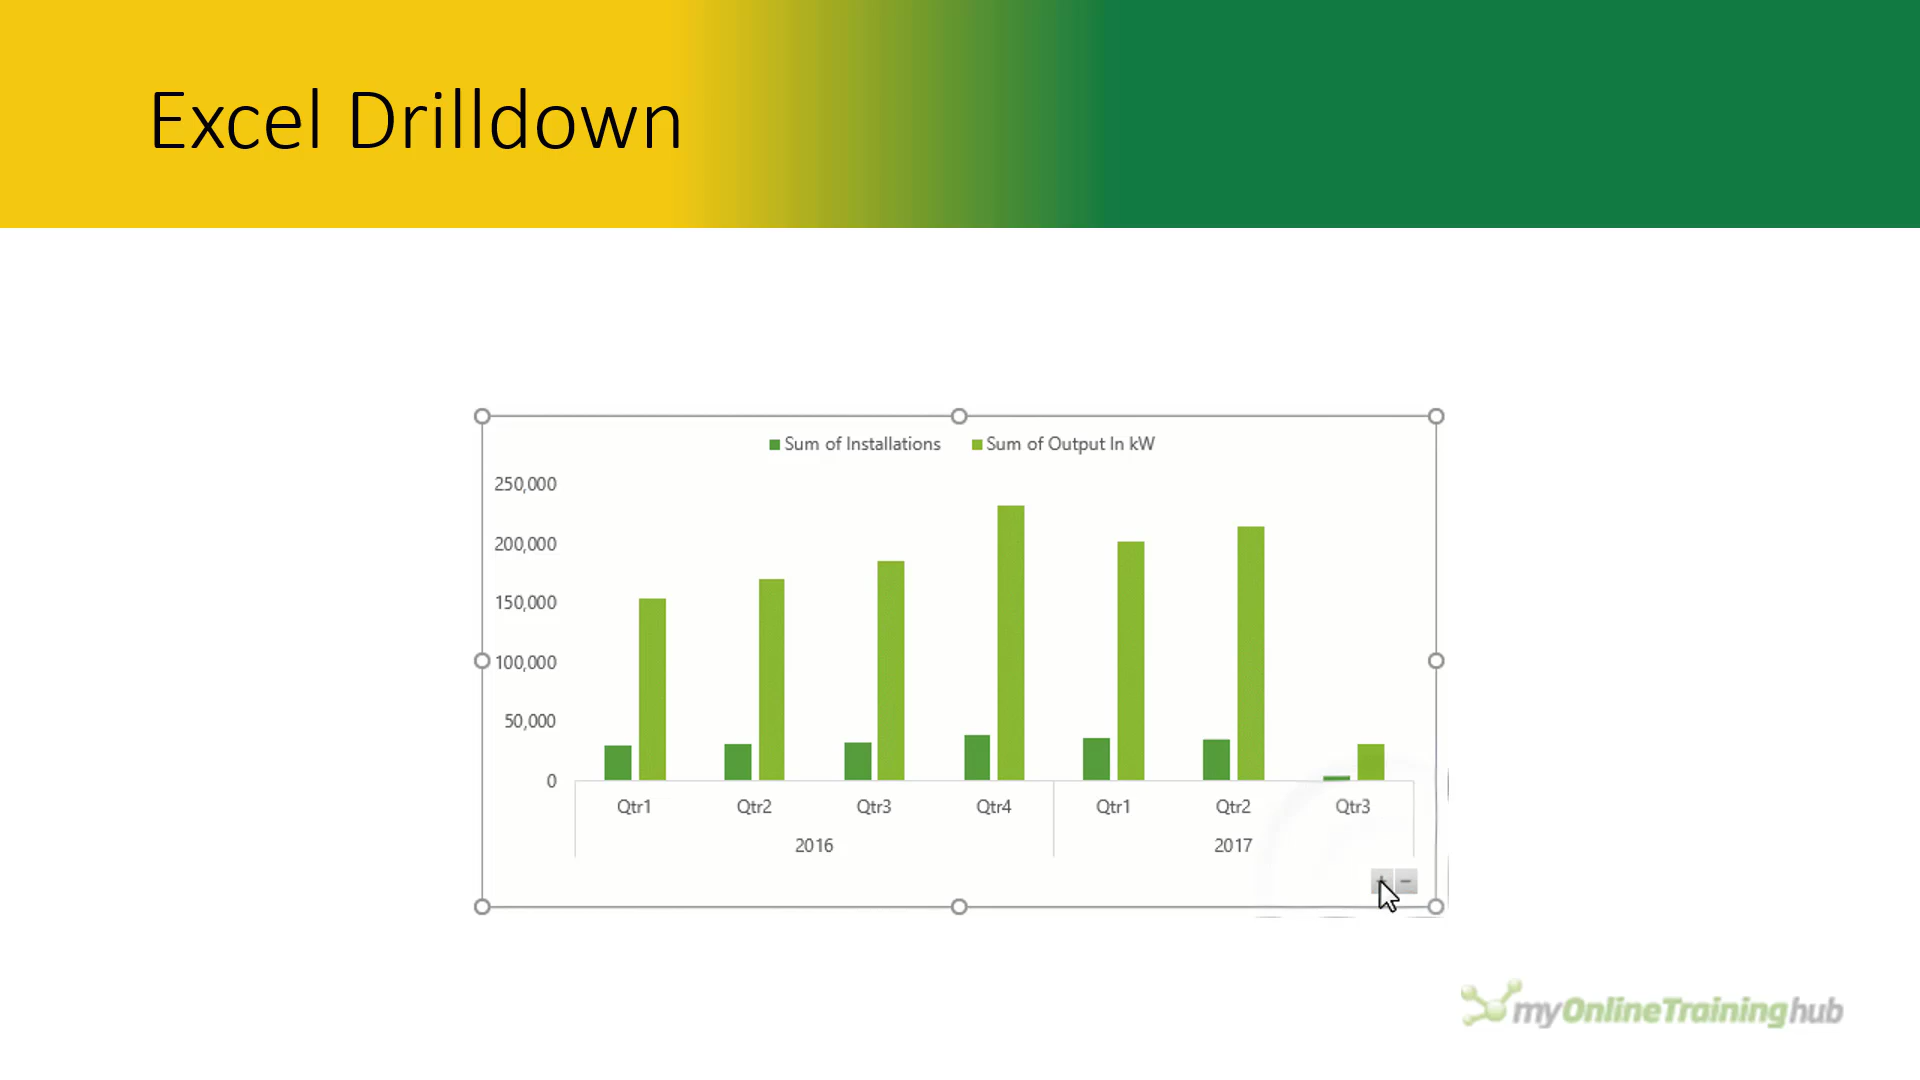 Excel Drilldown
Sum of Installations Sum of Output In kW
250,000
200,000
150,000
100,000
50,000
0
Qtr1 Qtr2 Qtr3 Qtr4 Qtr1 Qtr2 Qtr3
2016 2017
+ −
myOnlineTraininghub